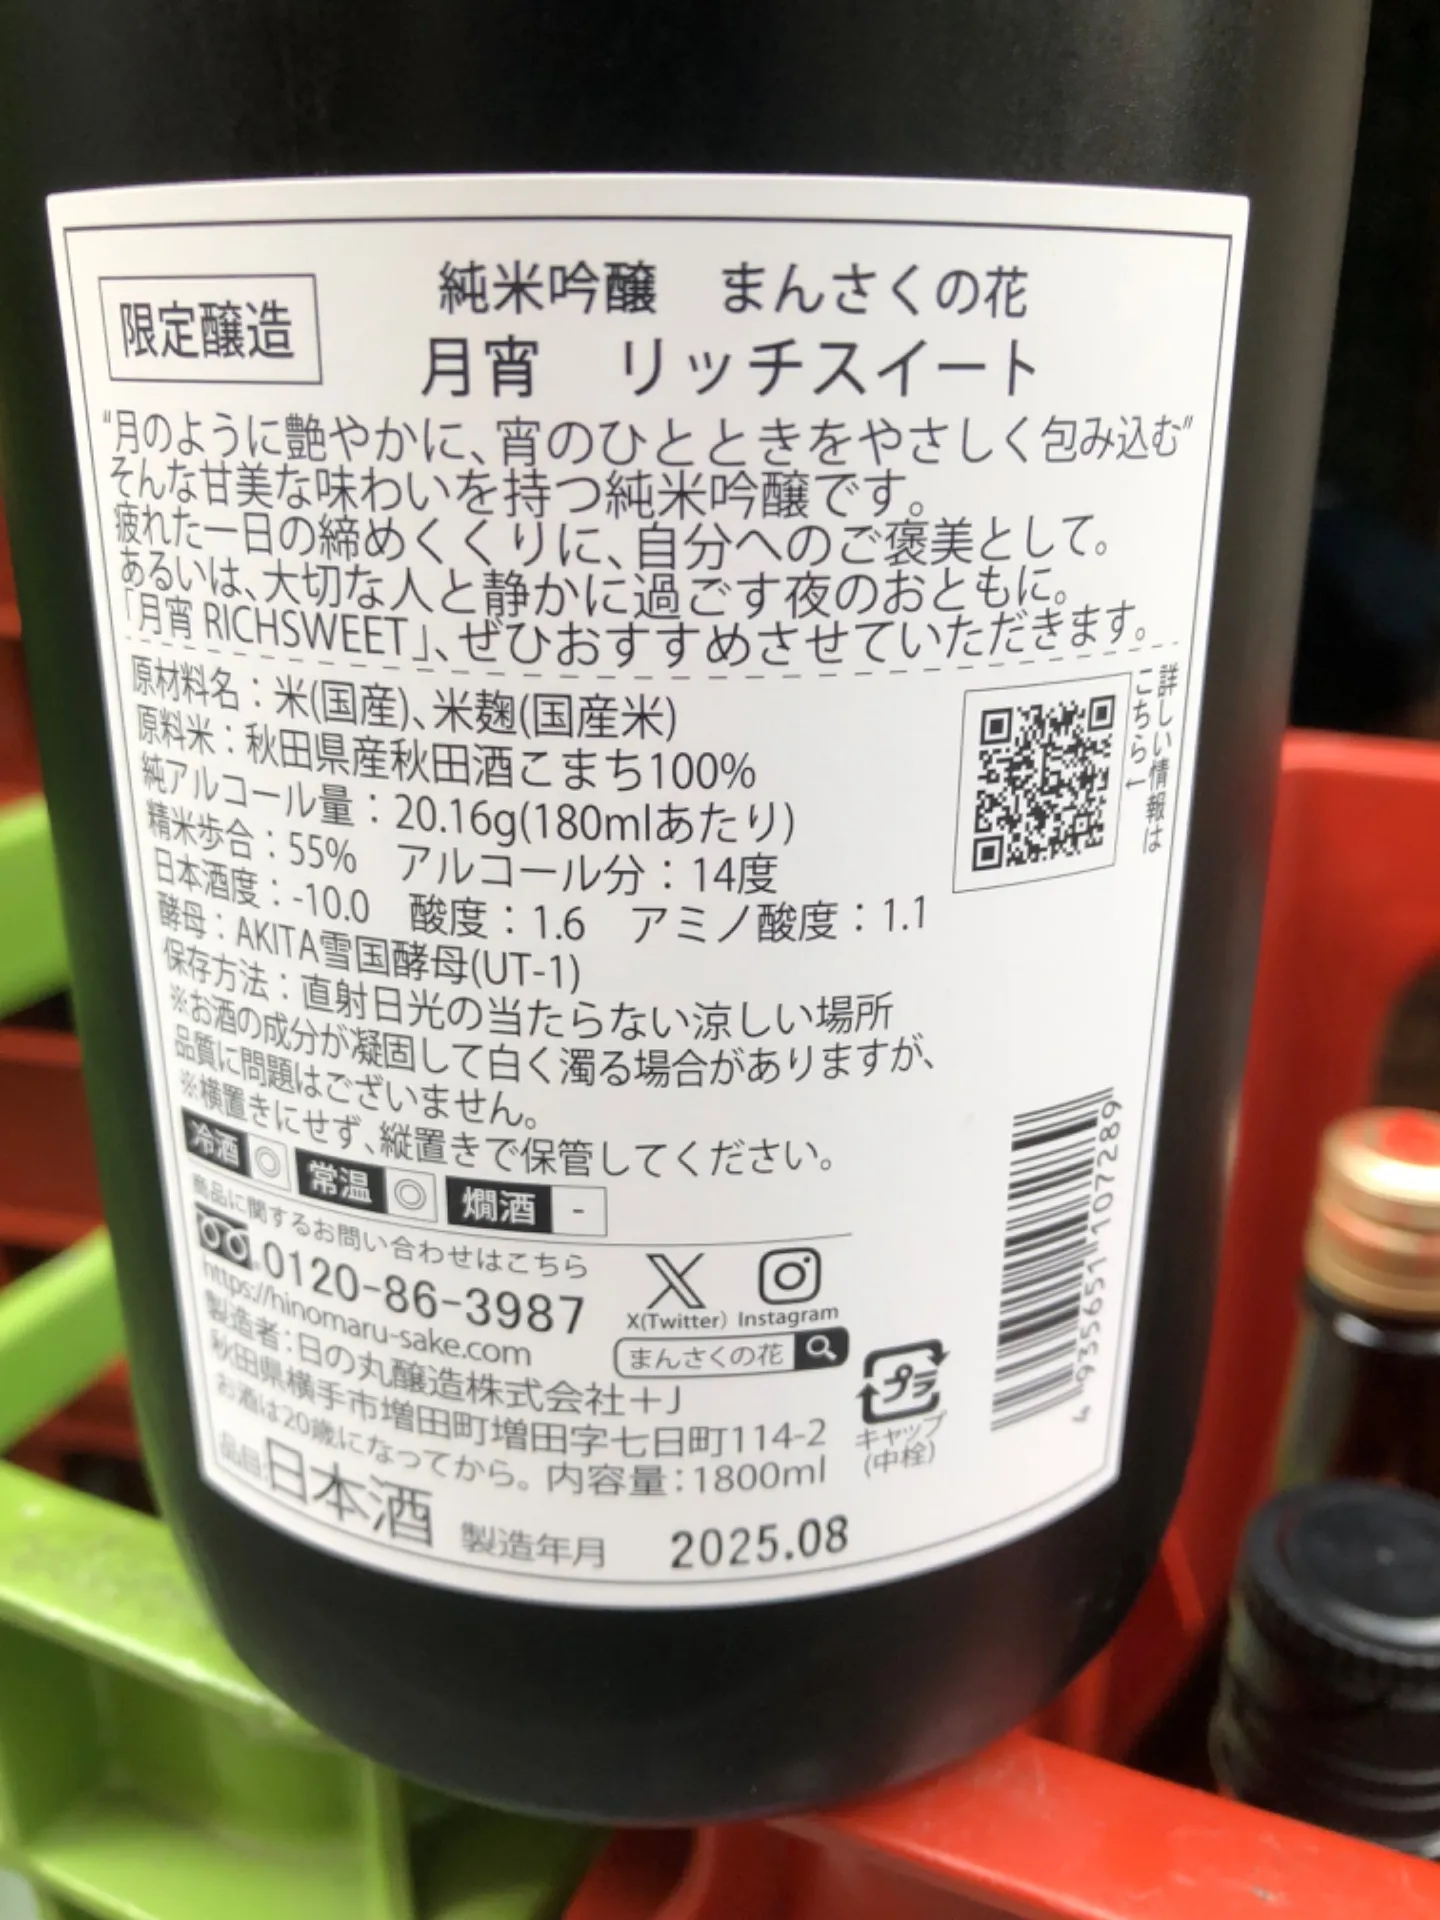 限定醸造
純米吟醸 まんさくの花
月宵 リッチスイート
“月のように艶やかに、宵のひとときをやさしく包み込む”
そんな甘美な味わいを持つ純米吟醸です。
疲れた一日の締めくくりに、自分へのご褒美として。
あるいは、大切な人と静かに過ごす夜のおともに。
「月宵 RICHSWEET」、ぜひおすすめさせていただきます。
原材料名：米(国産)、米麹(国産米)
原料米：秋田県産秋田酒こまち100%
純アルコール量：20.16g(180mlあたり)
精米歩合：55% アルコール分：14度
日本酒度：-10.0 酸度：1.6 アミノ酸度：1.1
酵母：AKITA雪国酵母(UT-1)
保存方法：直射日光の当たらない涼しい場所
※お酒の成分が凝固して白く濁る場合がありますが、
品質に問題はございません。
※横置きにせず、縦置きで保管してください。
詳しい情報は
こちら↓
冷酒 ◎ 常温 ◎ 燗酒 -
商品に関するお問い合わせはこちら
0120-86-3987
https://hinomaru-sake.com
X(Twitter) Instagram
まんさくの花
製造者：日の丸醸造株式会社＋J
秋田県横手市増田町増田字七日町114-2
お酒は20歳になってから。 内容量：1800ml
品目：日本酒 製造年月 2025.08
プラ
キャップ
(中栓)
4 935651 107289